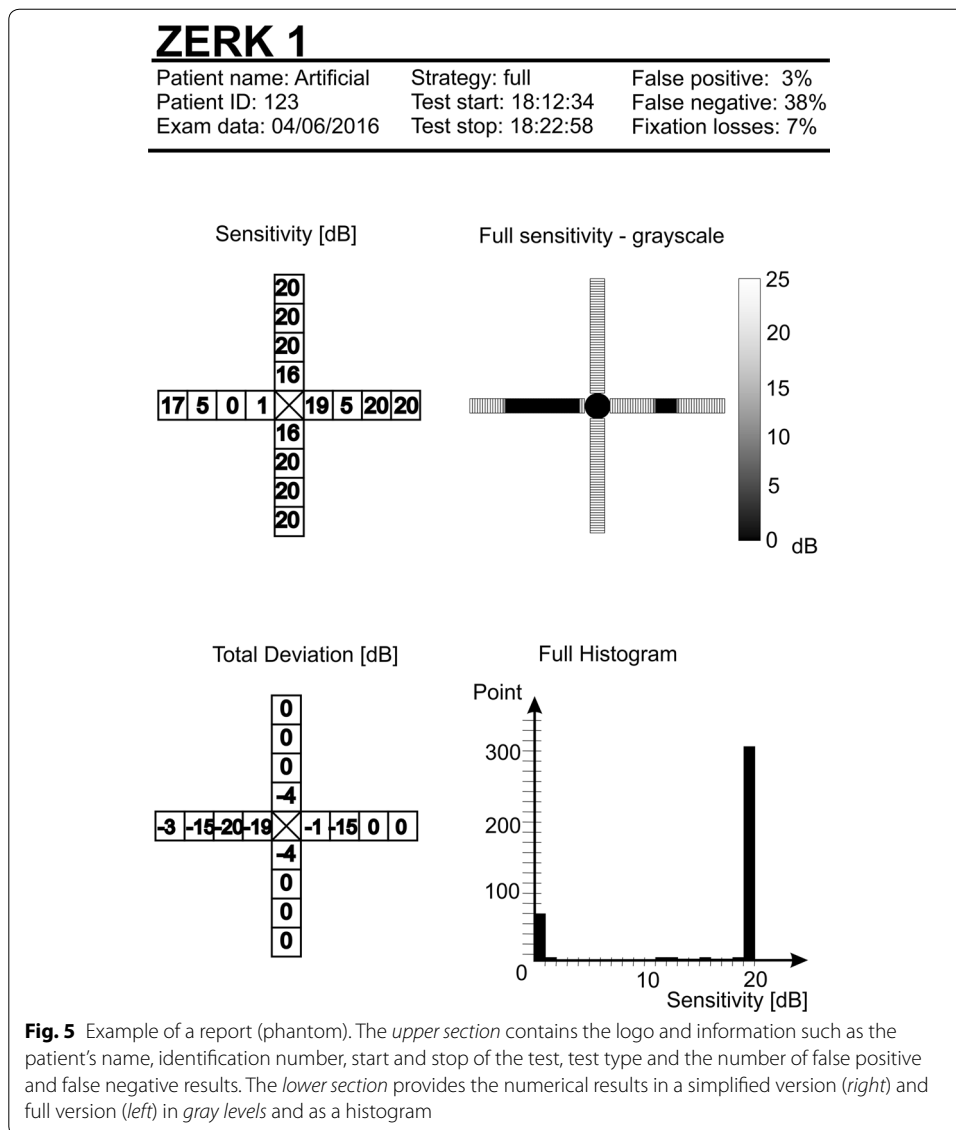 ZERK 1
Patient name: Artificial Strategy: full False positive: 3%
Patient ID: 123 Test start: 18:12:34 False negative: 38%
Exam data: 04/06/2016 Test stop: 18:22:58 Fixation losses: 7%
Sensitivity [dB]
20
20
20
16
17 5 0 1 19 5 20 20
16
20
20
20
Full sensitivity - grayscale
25
20
15
10
5
0 dB
Total Deviation [dB]
0
0
0
-4
-3 -15 -20 -19 -1 -15 0 0
-4
0
0
0
Full Histogram
Point
300
200
100
0 10 20
Sensitivity [dB]
Fig. 5 Example of a report (phantom). The upper section contains the logo and information such as the
patient's name, identification number, start and stop of the test, test type and the number of false positive
and false negative results. The lower section provides the numerical results in a simplified version (right) and
full version (left) in gray levels and as a histogram